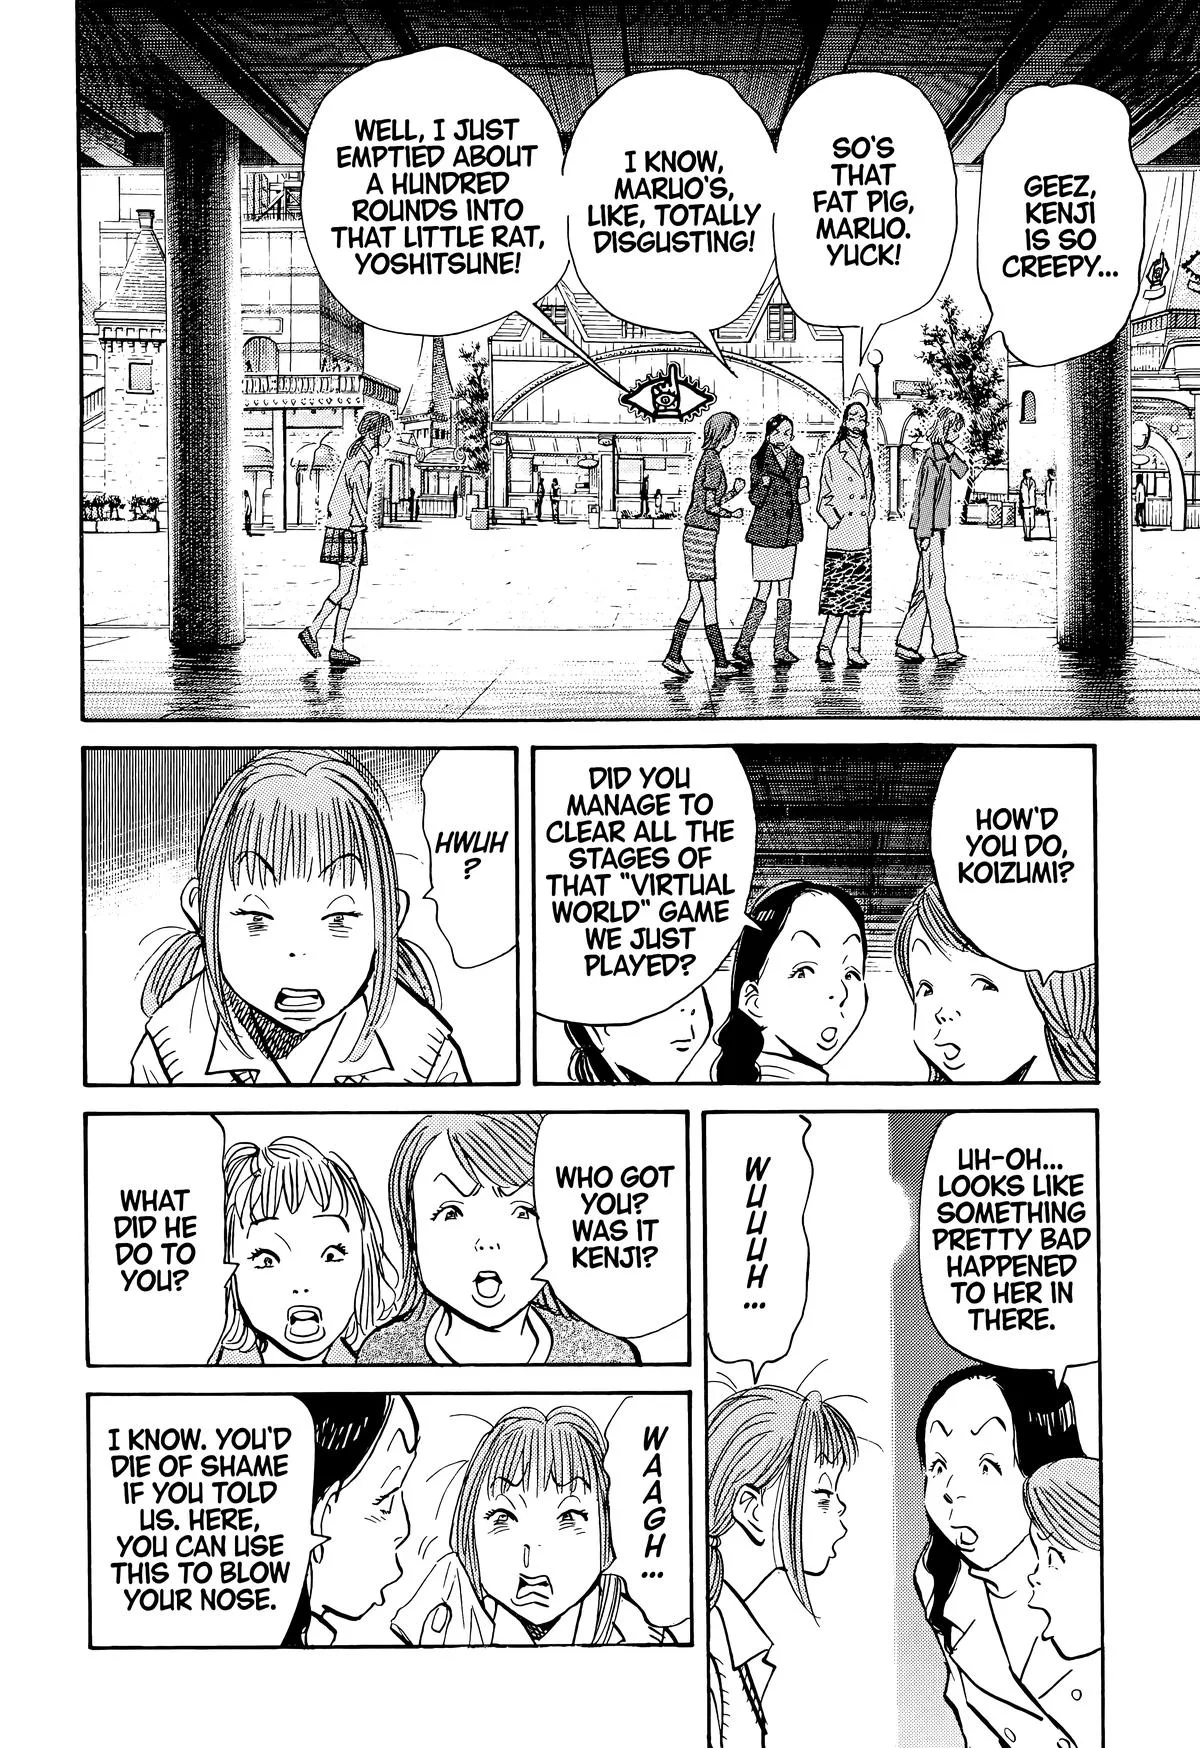 GEEZ,
KENJI
IS SO
CREEPY...
SO'S
THAT
FAT PIG,
MARUO.
YUCK!
I KNOW,
MARUO'S,
LIKE, TOTALLY
DISGUSTING!
WELL, I JUST
EMPTIED ABOUT
A HUNDRED
ROUNDS INTO
THAT LITTLE RAT,
YOSHITSUNE!
HOW'D
YOU DO,
KOIZUMI?
DID YOU
MANAGE TO
CLEAR ALL THE
STAGES OF
THAT "VIRTUAL
WORLD" GAME
WE JUST
PLAYED?
HWUH
?
UH-OH...
LOOKS LIKE
SOMETHING
PRETTY BAD
HAPPENED
TO HER IN
THERE.
WUUUH...
WHO GOT
YOU?
WAS IT
KENJI?
WHAT
DID HE
DO TO
YOU?
WAAGH...
I KNOW. YOU'D
DIE OF SHAME
IF YOU TOLD
US. HERE,
YOU CAN USE
THIS TO BLOW
YOUR NOSE.